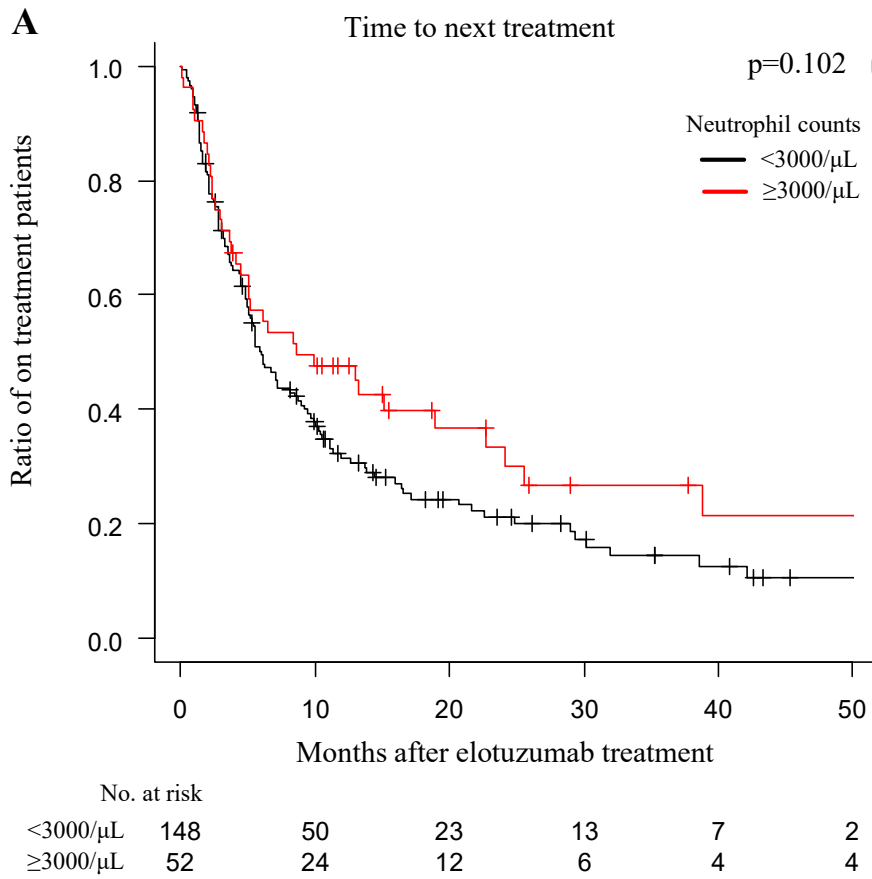 A
Time to next treatment
p=0.102
Neutrophil counts
<3000/μL
≥3000/μL
Ratio of on treatment patients
1.0
0.8
0.6
0.4
0.2
0.0
0 10 20 30 40 50
Months after elotuzumab treatment
No. at risk
<3000/μL 148 50 23 13 7 2
≥3000/μL 52 24 12 6 4 4